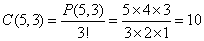 C(5,3) = P(5,3)/3! = 5×4×3/3×2×1 = 10